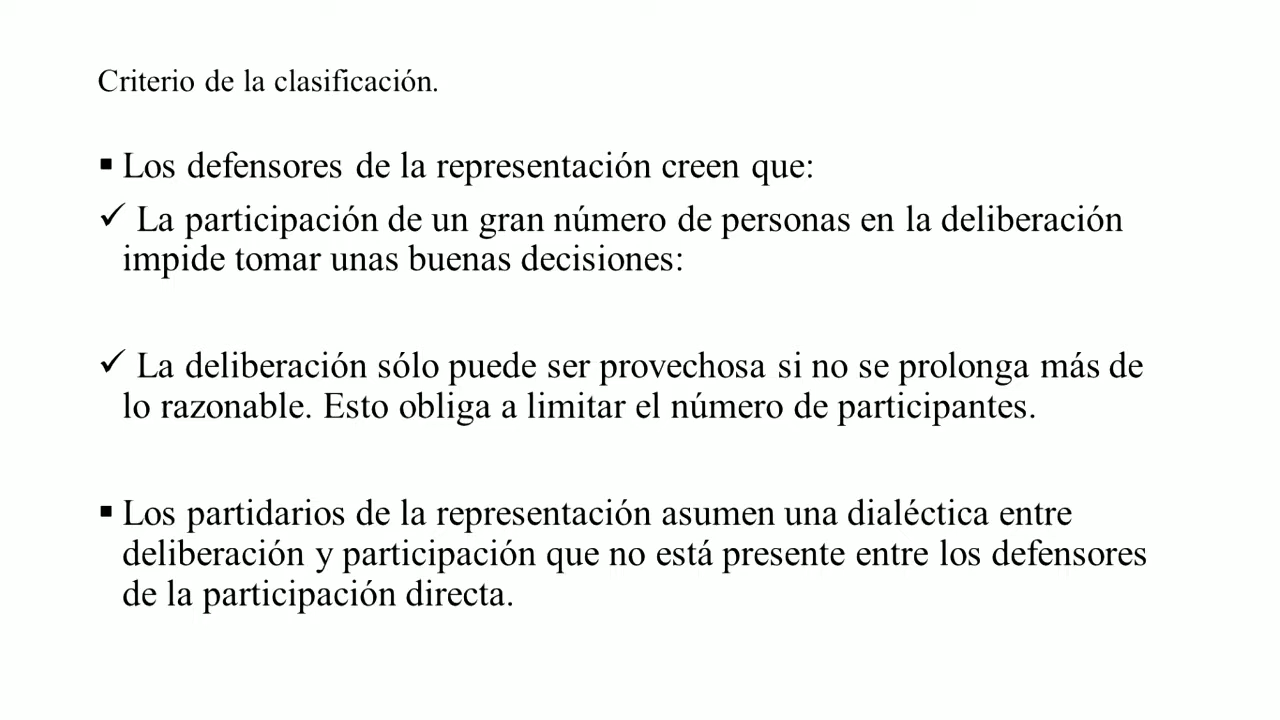 Criterio de la clasificación.
▪ Los defensores de la representación creen que:
✓ La participación de un gran número de personas en la deliberación
impide tomar unas buenas decisiones:
✓ La deliberación sólo puede ser provechosa si no se prolonga más de
lo razonable. Esto obliga a limitar el número de participantes.
▪ Los partidarios de la representación asumen una dialéctica entre
deliberación y participación que no está presente entre los defensores
de la participación directa.